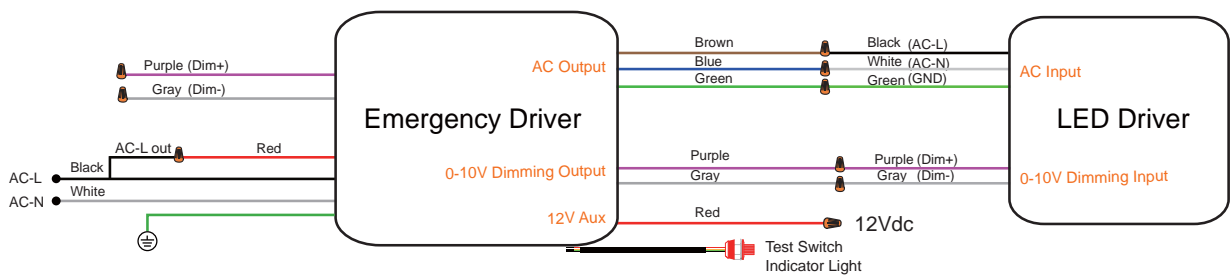 Purple (Dim+)
Gray (Dim-)
AC-L out
Red
Black
AC-L
White
AC-N
Emergency Driver
AC Output
0-10V Dimming Output
12V Aux
Brown
Blue
Green
Black (AC-L)
White (AC-N)
Green (GND)
Purple
Gray
Purple (Dim+)
Gray (Dim-)
Red
12Vdc
Test Switch
Indicator Light
AC Input
LED Driver
0-10V Dimming Input